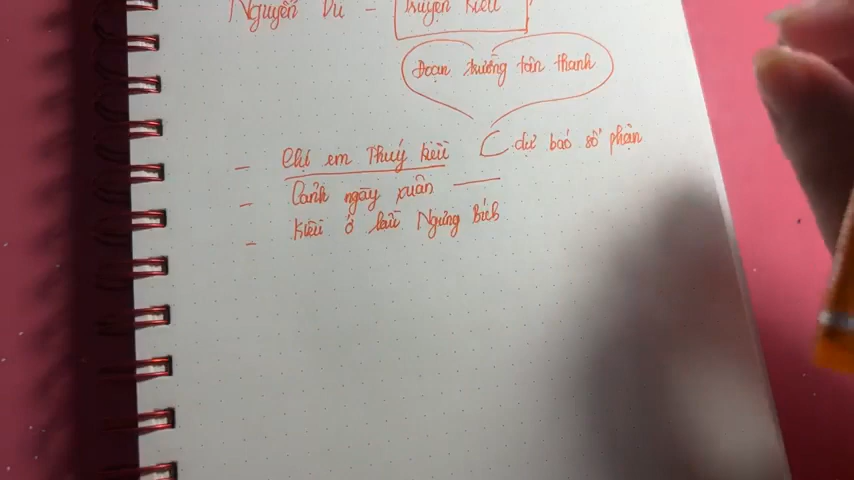 Nguyễn Du - Truyện Kiều
Đoạn trường tân thanh
- Chị em Thuý Kiều C dự báo số phận
- Cảnh ngày xuân —
- Kiều ở lầu Ngưng Bích